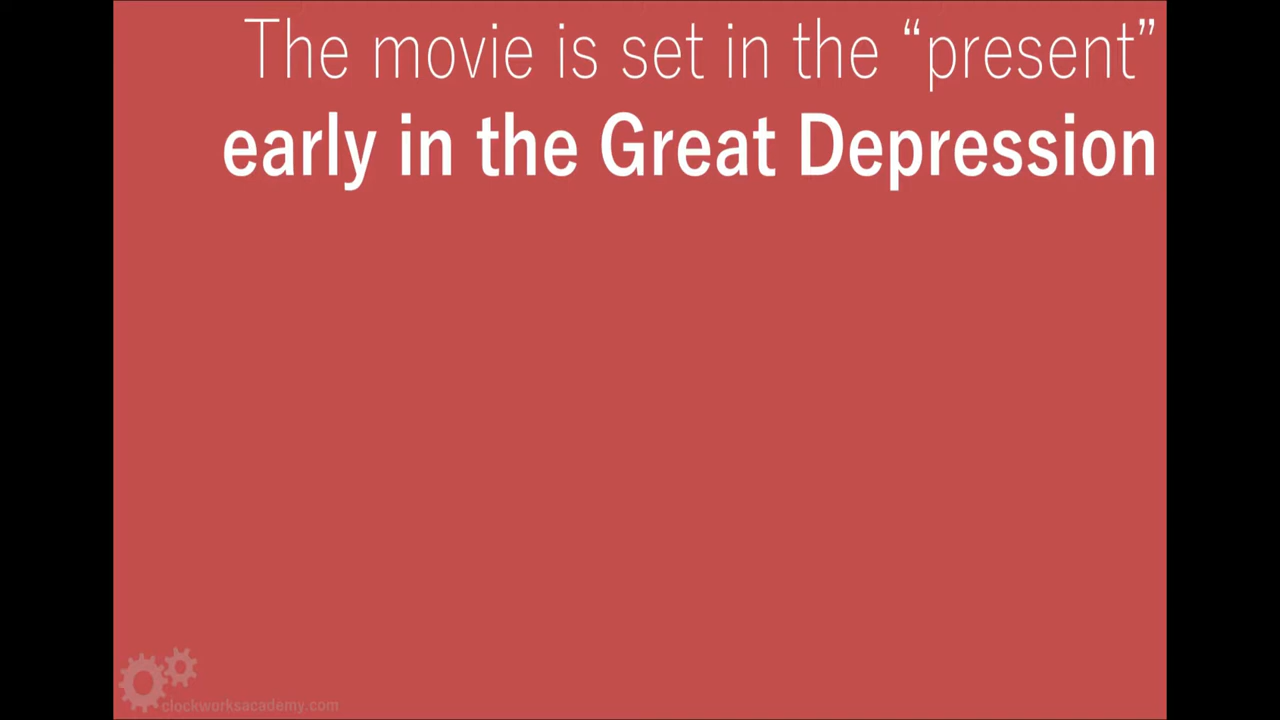 The movie is set in the “present”
early in the Great Depression
clockworksacademy.com